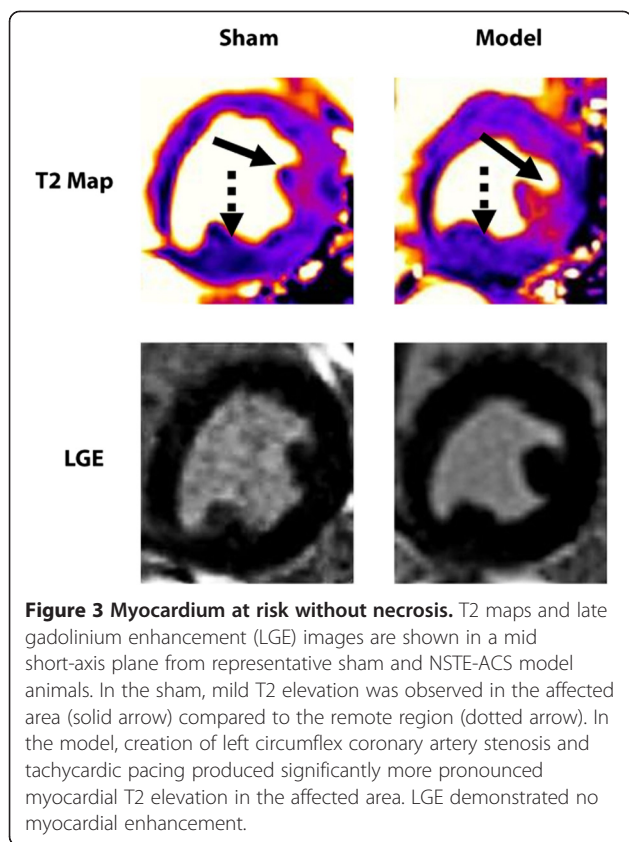 Sham Model
T2 Map
LGE
Figure 3 Myocardium at risk without necrosis. T2 maps and late
gadolinium enhancement (LGE) images are shown in a mid
short-axis plane from representative sham and NSTE-ACS model
animals. In the sham, mild T2 elevation was observed in the affected
area (solid arrow) compared to the remote region (dotted arrow). In
the model, creation of left circumflex coronary artery stenosis and
tachycardic pacing produced significantly more pronounced
myocardial T2 elevation in the affected area. LGE demonstrated no
myocardial enhancement.